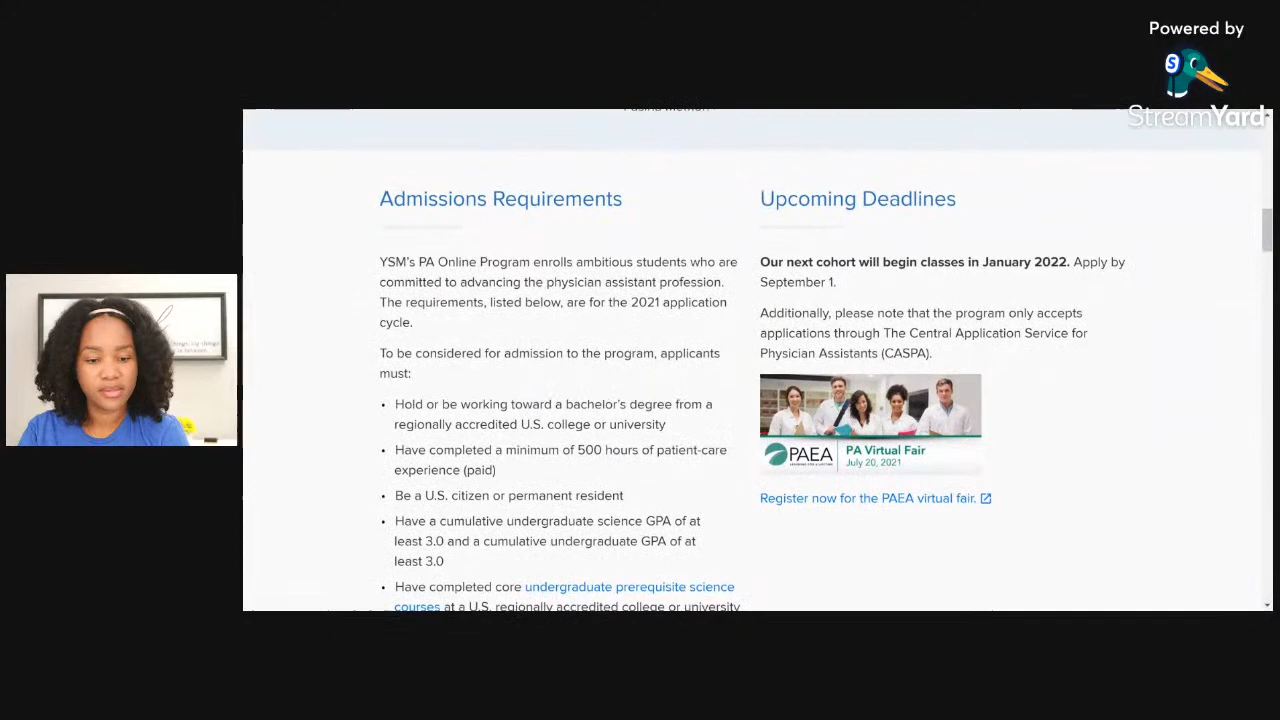 Powered by
StreamYard
Admissions Requirements
YSM's PA Online Program enrolls ambitious students who are
committed to advancing the physician assistant profession.
The requirements, listed below, are for the 2021 application
cycle.
To be considered for admission to the program, applicants
must:
• Hold or be working toward a bachelor's degree from a
regionally accredited U.S. college or university
• Have completed a minimum of 500 hours of patient-care
experience (paid)
• Be a U.S. citizen or permanent resident
• Have a cumulative undergraduate science GPA of at
least 3.0 and a cumulative undergraduate GPA of at
least 3.0
• Have completed core undergraduate prerequisite science
courses at a U.S. regionally accredited college or university
Upcoming Deadlines
Our next cohort will begin classes in January 2022. Apply by
September 1.
Additionally, please note that the program only accepts
applications through The Central Application Service for
Physician Assistants (CASPA).
PAEA
PA Virtual Fair
July 20, 2021
Register now for the PAEA virtual fair.